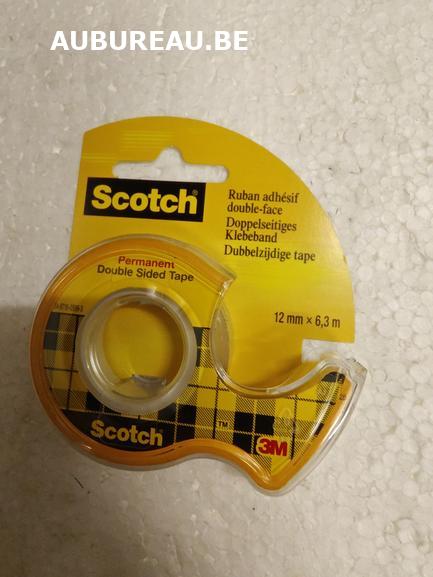 AUBUREAU.BE
Scotch®
Ruban adhésif
double-face
Doppelseitiges
Klebeband
Dubbelzijdige tape
Permanent
Double Sided Tape
12 mm × 6,3 m
Scotch™
3M